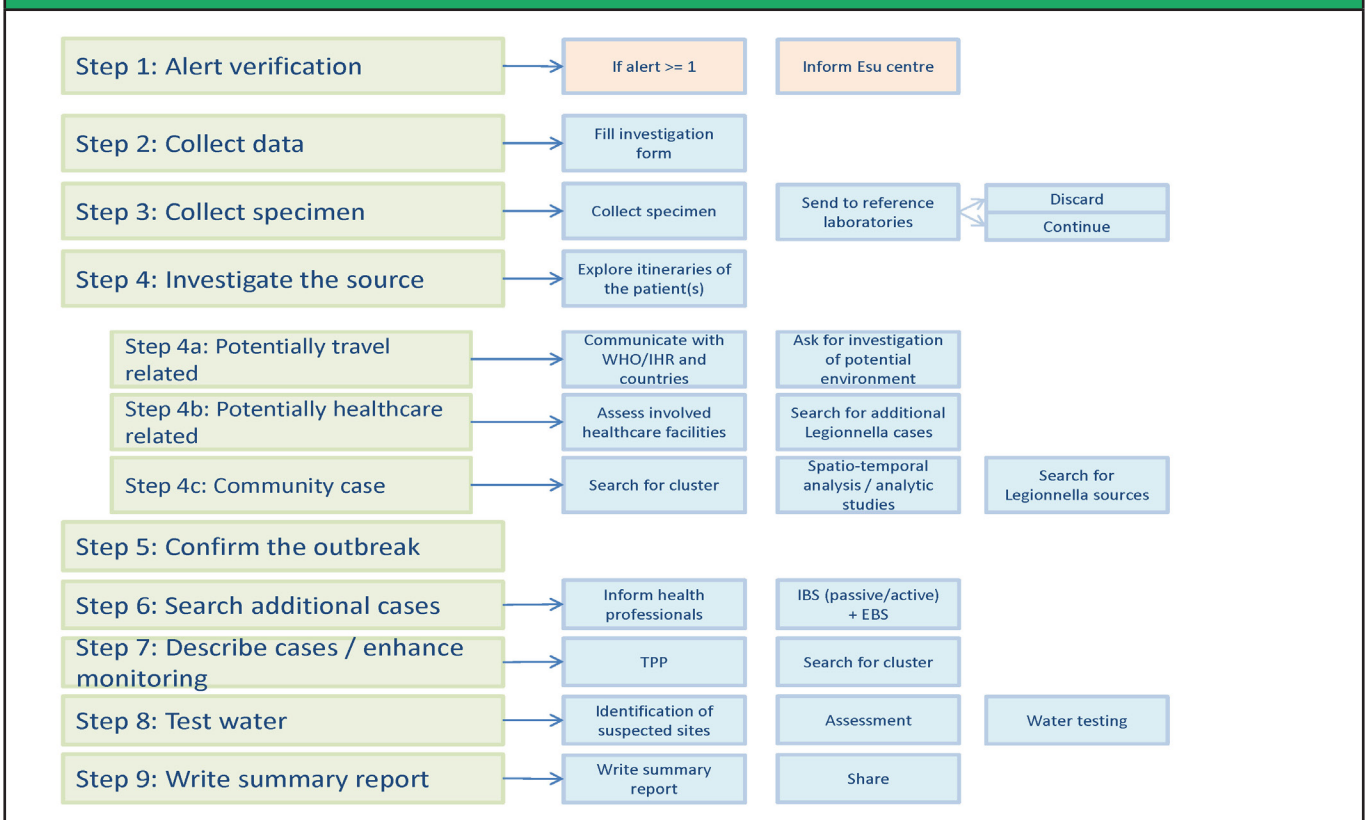 Step 1: Alert verification
If alert >= 1
Inform Esu centre
Step 2: Collect data
Fill investigation
form
Step 3: Collect specimen
Collect specimen
Send to reference
laboratories
Discard
Continue
Step 4: Investigate the source
Explore itineraries of
the patient(s)
Step 4a: Potentially travel
related
Communicate with
WHO/IHR and
countries
Ask for investigation
of potential
environment
Step 4b: Potentially healthcare
related
Assess involved
healthcare facilities
Search for additional
Legionnella cases
Step 4c: Community case
Search for cluster
Spatio-temporal
analysis / analytic
studies
Search for
Legionnella sources
Step 5: Confirm the outbreak
Step 6: Search additional cases
Inform health
professionals
IBS (passive/active)
+ EBS
Step 7: Describe cases / enhance
monitoring
TPP
Search for cluster
Step 8: Test water
Identification of
suspected sites
Assessment
Water testing
Step 9: Write summary report
Write summary
report
Share